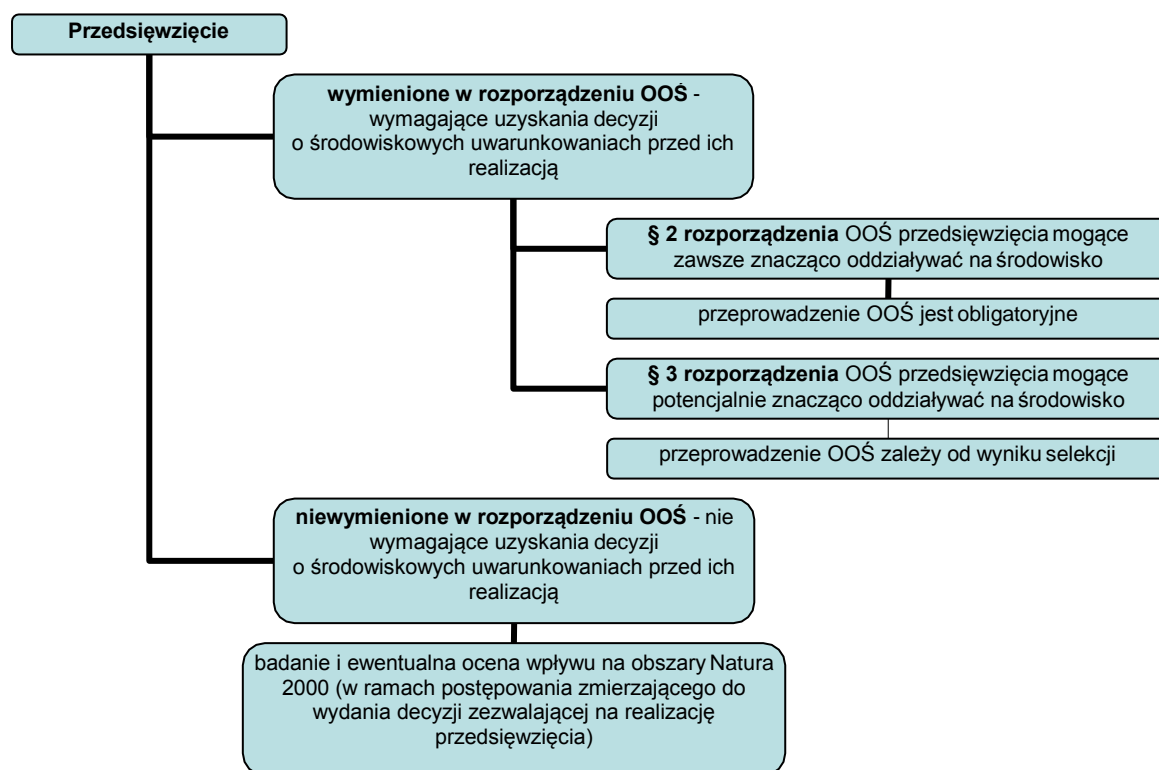 Przedsięwzięcie
wymienione w rozporządzeniu OOŚ -
wymagające uzyskania decyzji
o środowiskowych uwarunkowaniach przed ich
realizacją
§ 2 rozporządzenia OOŚ przedsięwzięcia mogące
zawsze znacząco oddziaływać na środowisko
przeprowadzenie OOŚ jest obligatoryjne
§ 3 rozporządzenia OOŚ przedsięwzięcia mogące
potencjalnie znacząco oddziaływać na środowisko
przeprowadzenie OOŚ zależy od wyniku selekcji
niewymienione w rozporządzeniu OOŚ - nie
wymagające uzyskania decyzji
o środowiskowych uwarunkowaniach przed ich
realizacją
badanie i ewentualna ocena wpływu na obszary Natura
2000 (w ramach postępowania zmierzającego do
wydania decyzji zezwalającej na realizację
przedsięwzięcia)